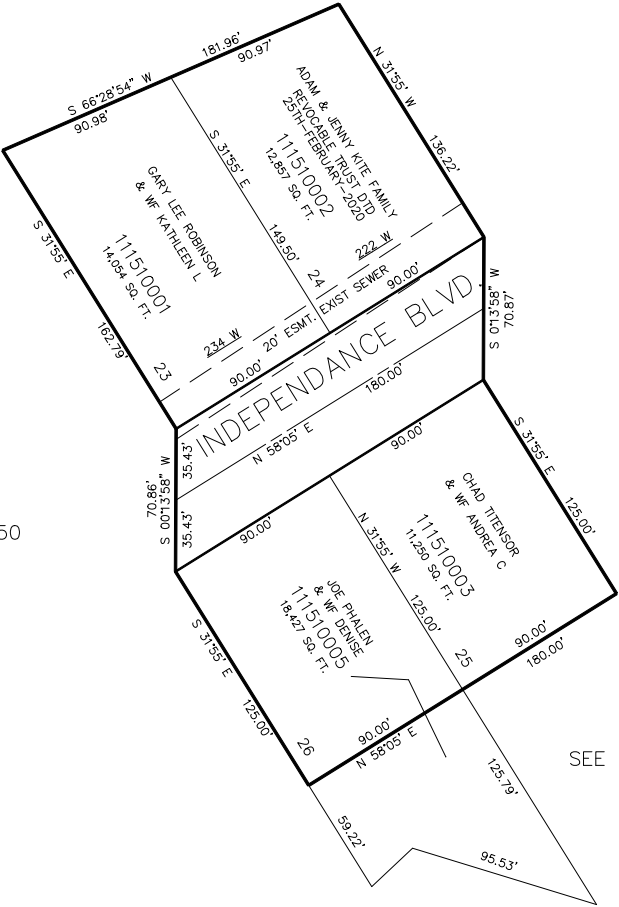 181.96'
S 66°28'54" W
90.98'
90.97'
N 31°55' W
136.22'
ADAM & JENNY KITE FAMILY
REVOCABLE TRUST DTD
25TH-FEBRUARY-2020
111510002
12,857 SQ. FT.
S 31°55' E
149.50'
24
222 W
GARY LEE ROBINSON
& WF KATHLEEN L
111510001
14,054 SQ. FT.
S 31°55' E
162.79'
23
234 W
90.00'
20' ESMT. EXIST SEWER
90.00'
INDEPENDANCE BLVD
S 0°13'58" W
70.87'
N 58°05' E
180.00'
70.86'
S 00°13'58" W
35.43'
35.43'
90.00'
90.00'
S 31°55' E
125.00'
CHAD TITENSOR
& WF ANDREA C
111510003
11,250 SQ. FT.
N 31°55' W
125.00'
25
50
JOE PHALEN
& WF DENISE
111510005
18,427 SQ. FT.
S 31°55' E
125.00'
26
90.00'
180.00'
90.00'
N 58°05' E
SEE
125.79'
59.22'
95.53'